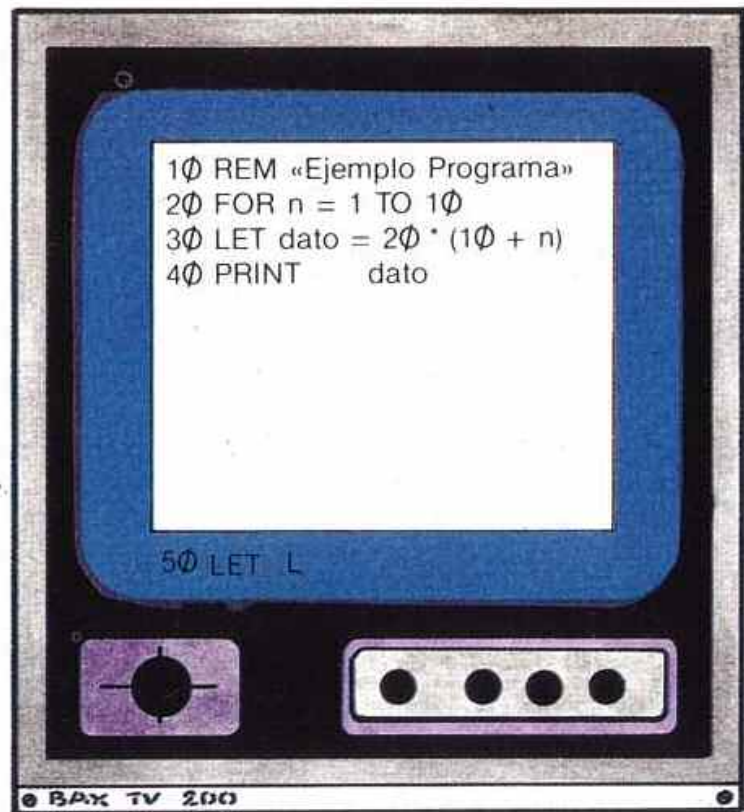 1Ø REM «Ejemplo Programa»
2Ø FOR n = 1 TO 1Ø
3Ø LET dato = 2Ø * (1Ø + n)
4Ø PRINT dato
5Ø LET L
BAX TV 200